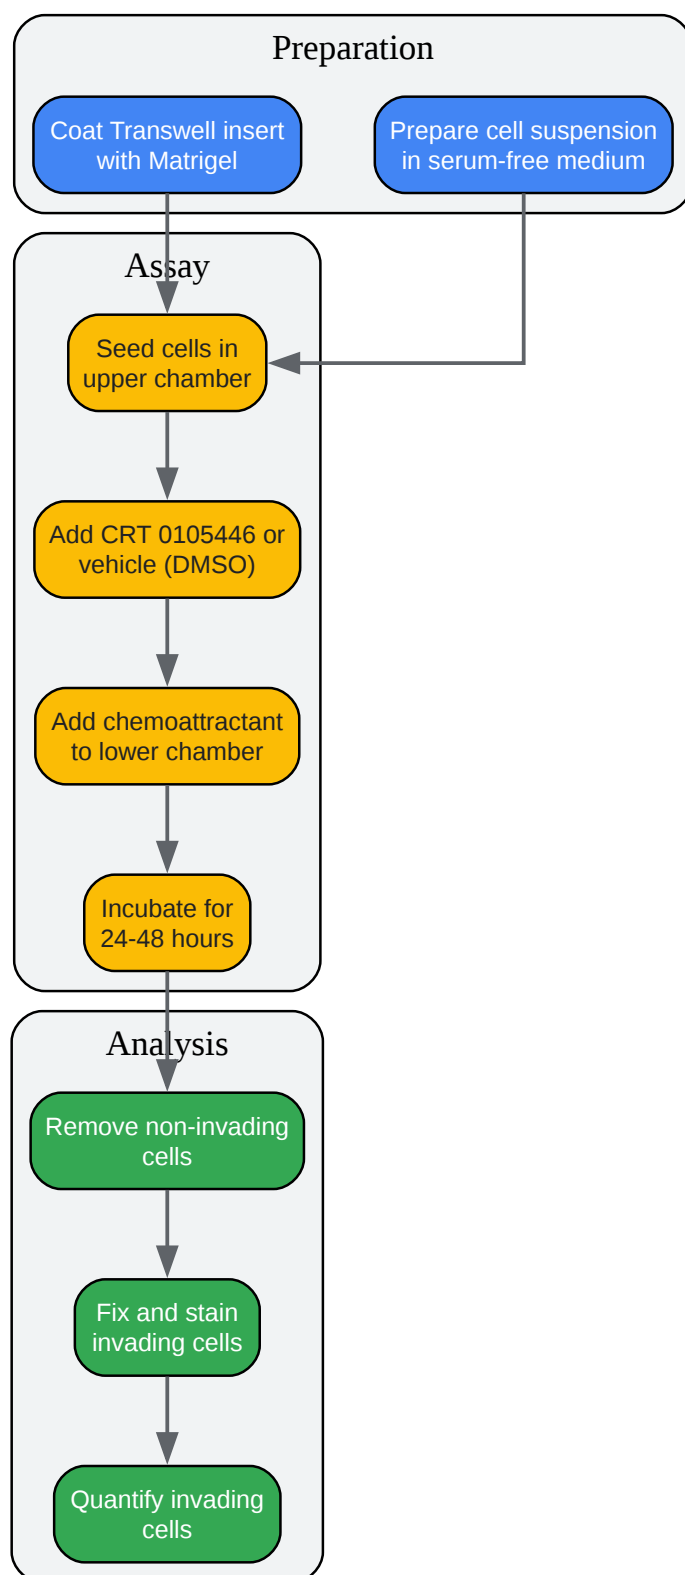 Preparation
Coat Transwell insert
with Matrigel
Prepare cell suspension
in serum-free medium
Assay
Seed cells in
upper chamber
Add CRT 0105446 or
vehicle (DMSO)
Add chemoattractant
to lower chamber
Incubate for
24-48 hours
Analysis
Remove non-invading
cells
Fix and stain
invading cells
Quantify invading
cells